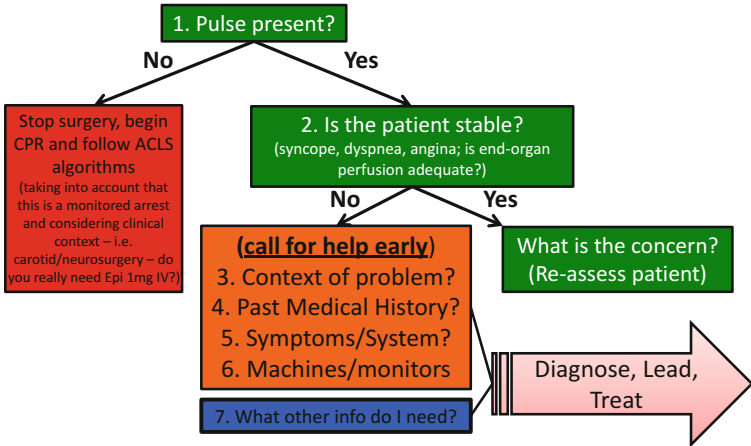 1. Pulse present?
No
Yes
Stop surgery, begin
CPR and follow ACLS
algorithms
(taking into account that
this is a monitored arrest
and considering clinical
context – i.e.
carotid/neurosurgery – do
you really need Epi 1mg IV?)
2. Is the patient stable?
(syncope, dyspnea, angina; is end-organ
perfusion adequate?)
No
Yes
(call for help early)
3. Context of problem?
4. Past Medical History?
5. Symptoms/System?
6. Machines/monitors
What is the concern?
(Re-assess patient)
7. What other info do I need?
Diagnose, Lead,
Treat